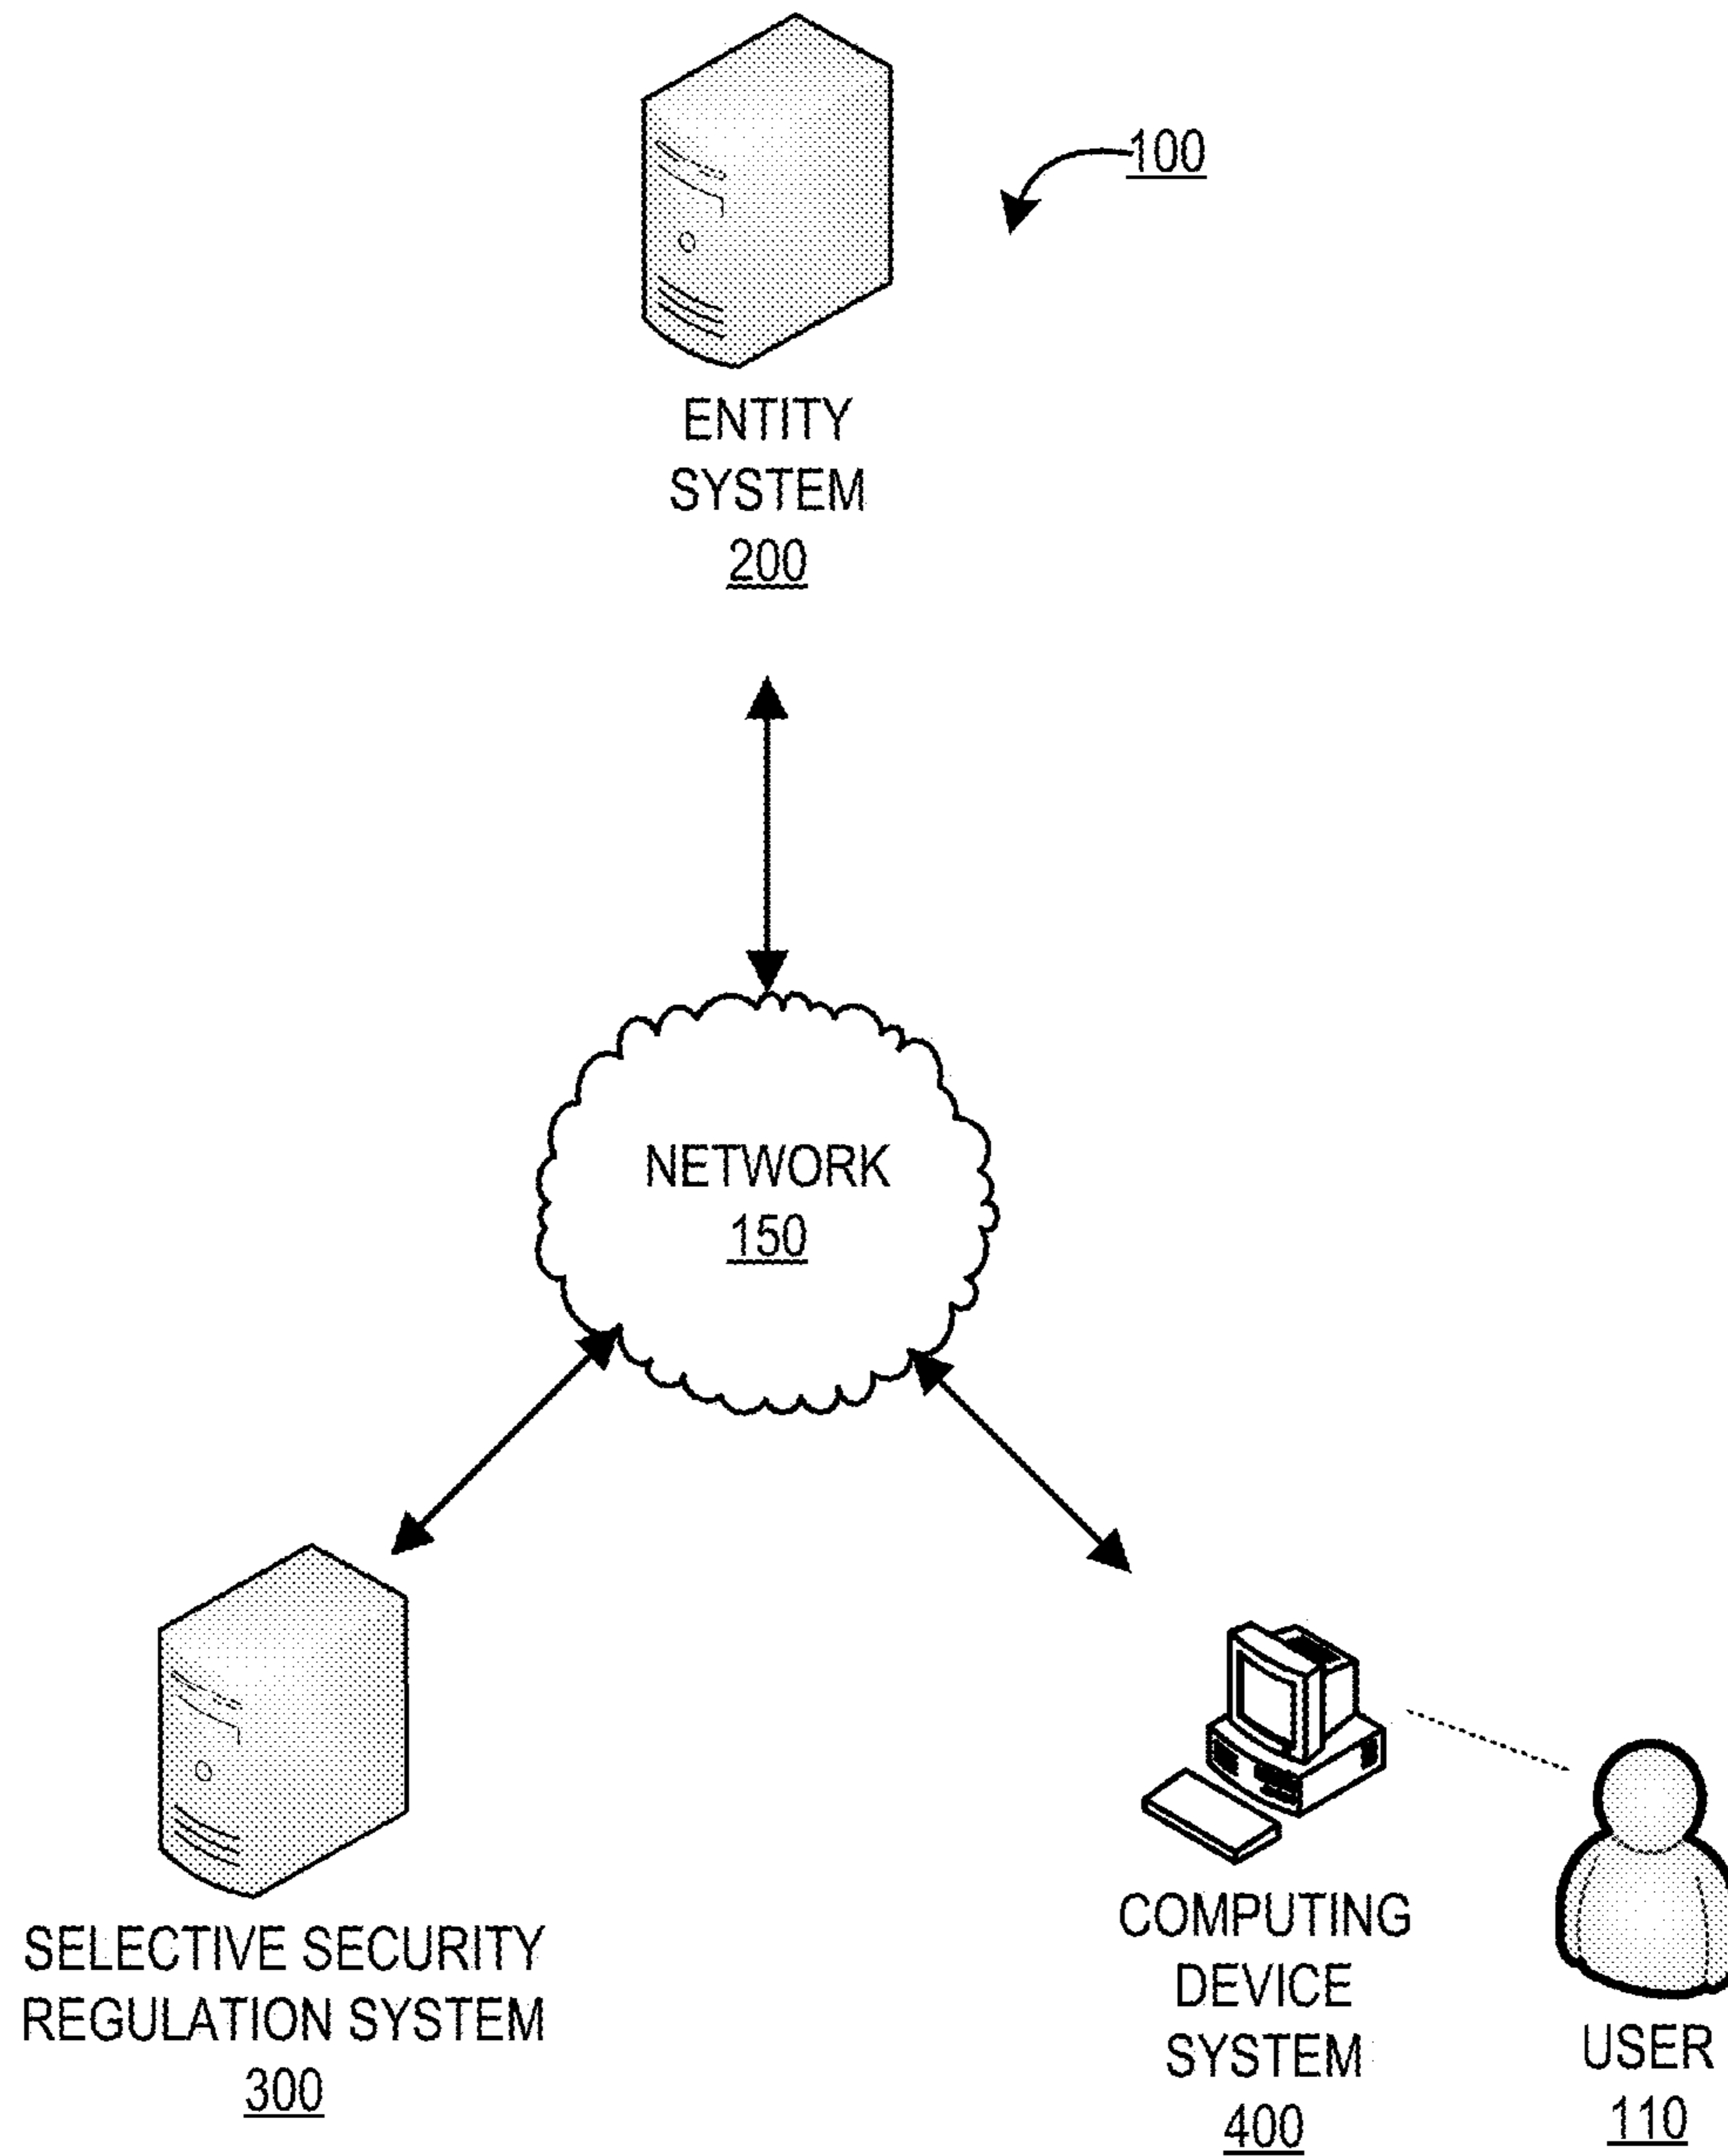 100
ENTITY
SYSTEM
200
NETWORK
150
SELECTIVE SECURITY
REGULATION SYSTEM
300
COMPUTING
DEVICE
SYSTEM
400
USER
110